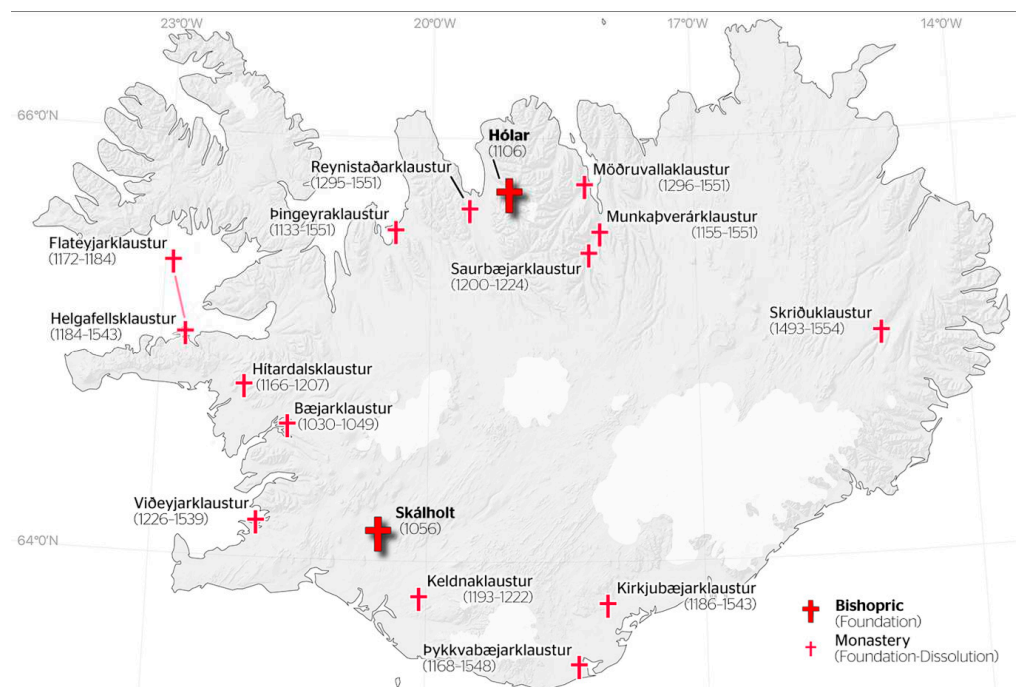 23°0'W
20°0'W
17°0'W
14°0'W
66°0'N
Hólar
(1106)
Reynistaðarklaustur
(1295-1551)
Möðruvallaklaustur
(1296-1551)
Þingeyraklaustur
(1133-1551)
Munkaþverárklaustur
(1155-1551)
Flateyjarklaustur
(1172-1184)
Saurbæjarklaustur
(1200-1224)
Helgafellsklaustur
(1184-1543)
Skriðuklaustur
(1493-1554)
Hítardalsklaustur
(1166-1207)
Bæjarklaustur
(1030-1049)
Viðeyjarklaustur
(1226-1539)
Skálholt
(1056)
64°0'N
Keldnaklaustur
(1193-1222)
Kirkjubæjarklaustur
(1186-1543)
Þykkvabæjarklaustur
(1168-1548)
Bishopric
(Foundation)
Monastery
(Foundation-Dissolution)